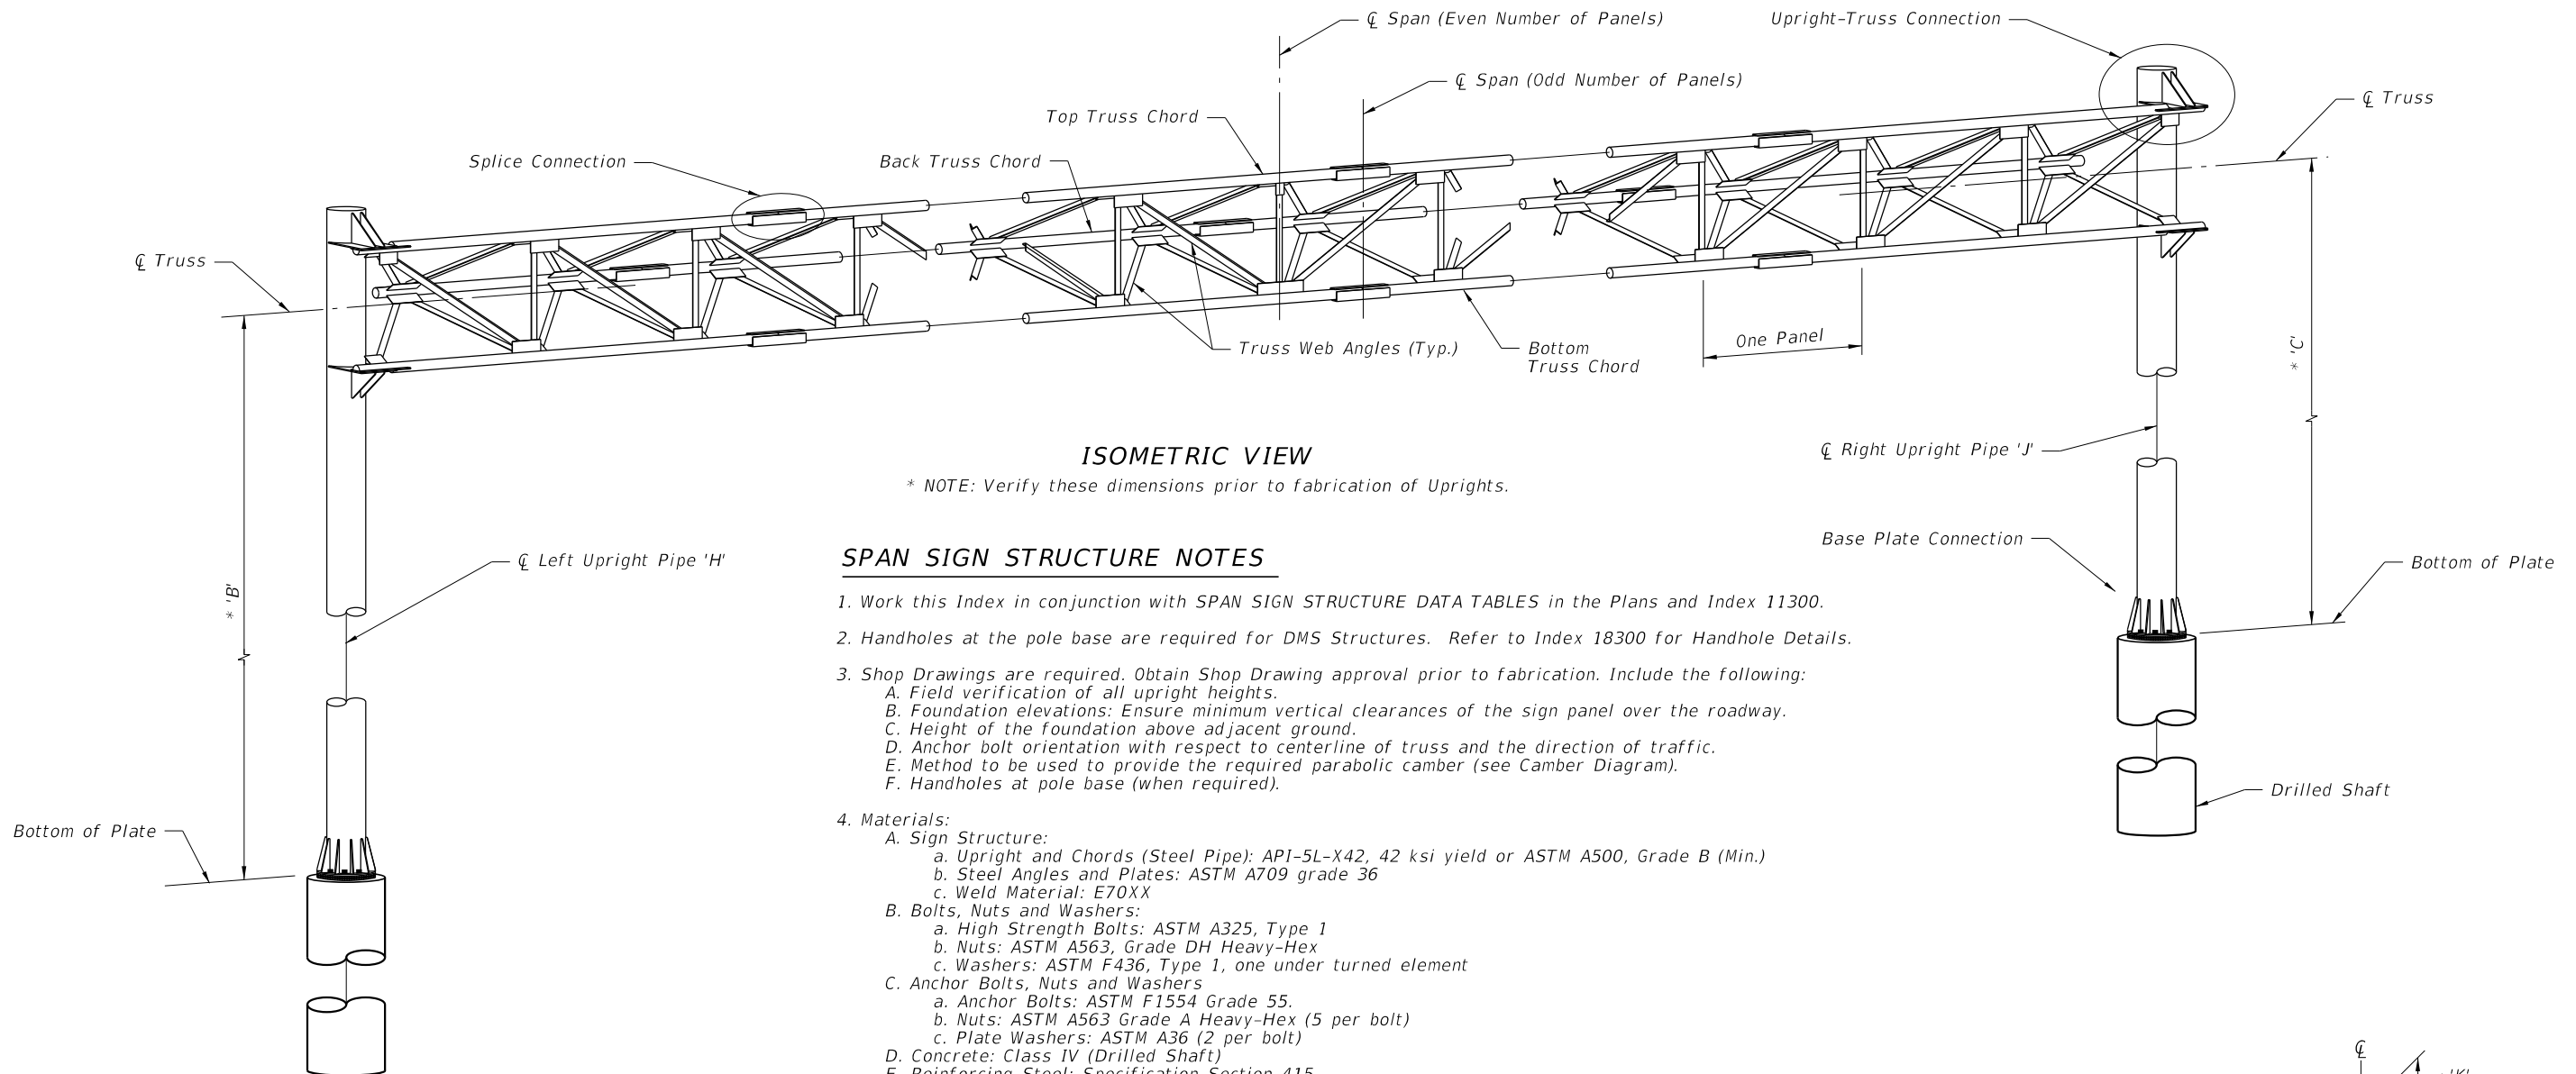 ℄ Span (Even Number of Panels)
Upright-Truss Connection
℄ Span (Odd Number of Panels)
℄ Truss
Top Truss Chord
Splice Connection
Back Truss Chord
℄ Truss
One Panel
Truss Web Angles (Typ.)
Bottom
Truss Chord
* 'C'
ISOMETRIC VIEW
* NOTE: Verify these dimensions prior to fabrication of Uprights.
℄ Right Upright Pipe 'J'
Base Plate Connection
Bottom of Plate
℄ Left Upright Pipe 'H'
* 'B'
SPAN SIGN STRUCTURE NOTES
1. Work this Index in conjunction with SPAN SIGN STRUCTURE DATA TABLES in the Plans and Index 11300.
2. Handholes at the pole base are required for DMS Structures. Refer to Index 18300 for Handhole Details.
3. Shop Drawings are required. Obtain Shop Drawing approval prior to fabrication. Include the following:
A. Field verification of all upright heights.
B. Foundation elevations: Ensure minimum vertical clearances of the sign panel over the roadway.
C. Height of the foundation above adjacent ground.
D. Anchor bolt orientation with respect to centerline of truss and the direction of traffic.
E. Method to be used to provide the required parabolic camber (see Camber Diagram).
F. Handholes at pole base (when required).
Drilled Shaft
Bottom of Plate
4. Materials:
A. Sign Structure:
a. Upright and Chords (Steel Pipe): API-5L-X42, 42 ksi yield or ASTM A500, Grade B (Min.)
b. Steel Angles and Plates: ASTM A709 grade 36
c. Weld Material: E70XX
B. Bolts, Nuts and Washers:
a. High Strength Bolts: ASTM A325, Type 1
b. Nuts: ASTM A563, Grade DH Heavy-Hex
c. Washers: ASTM F436, Type 1, one under turned element
C. Anchor Bolts, Nuts and Washers
a. Anchor Bolts: ASTM F1554 Grade 55.
b. Nuts: ASTM A563 Grade A Heavy-Hex (5 per bolt)
c. Plate Washers: ASTM A36 (2 per bolt)
D. Concrete: Class IV (Drilled Shaft)
E. Reinforcing Steel: Specification Section 415
℄
'K'